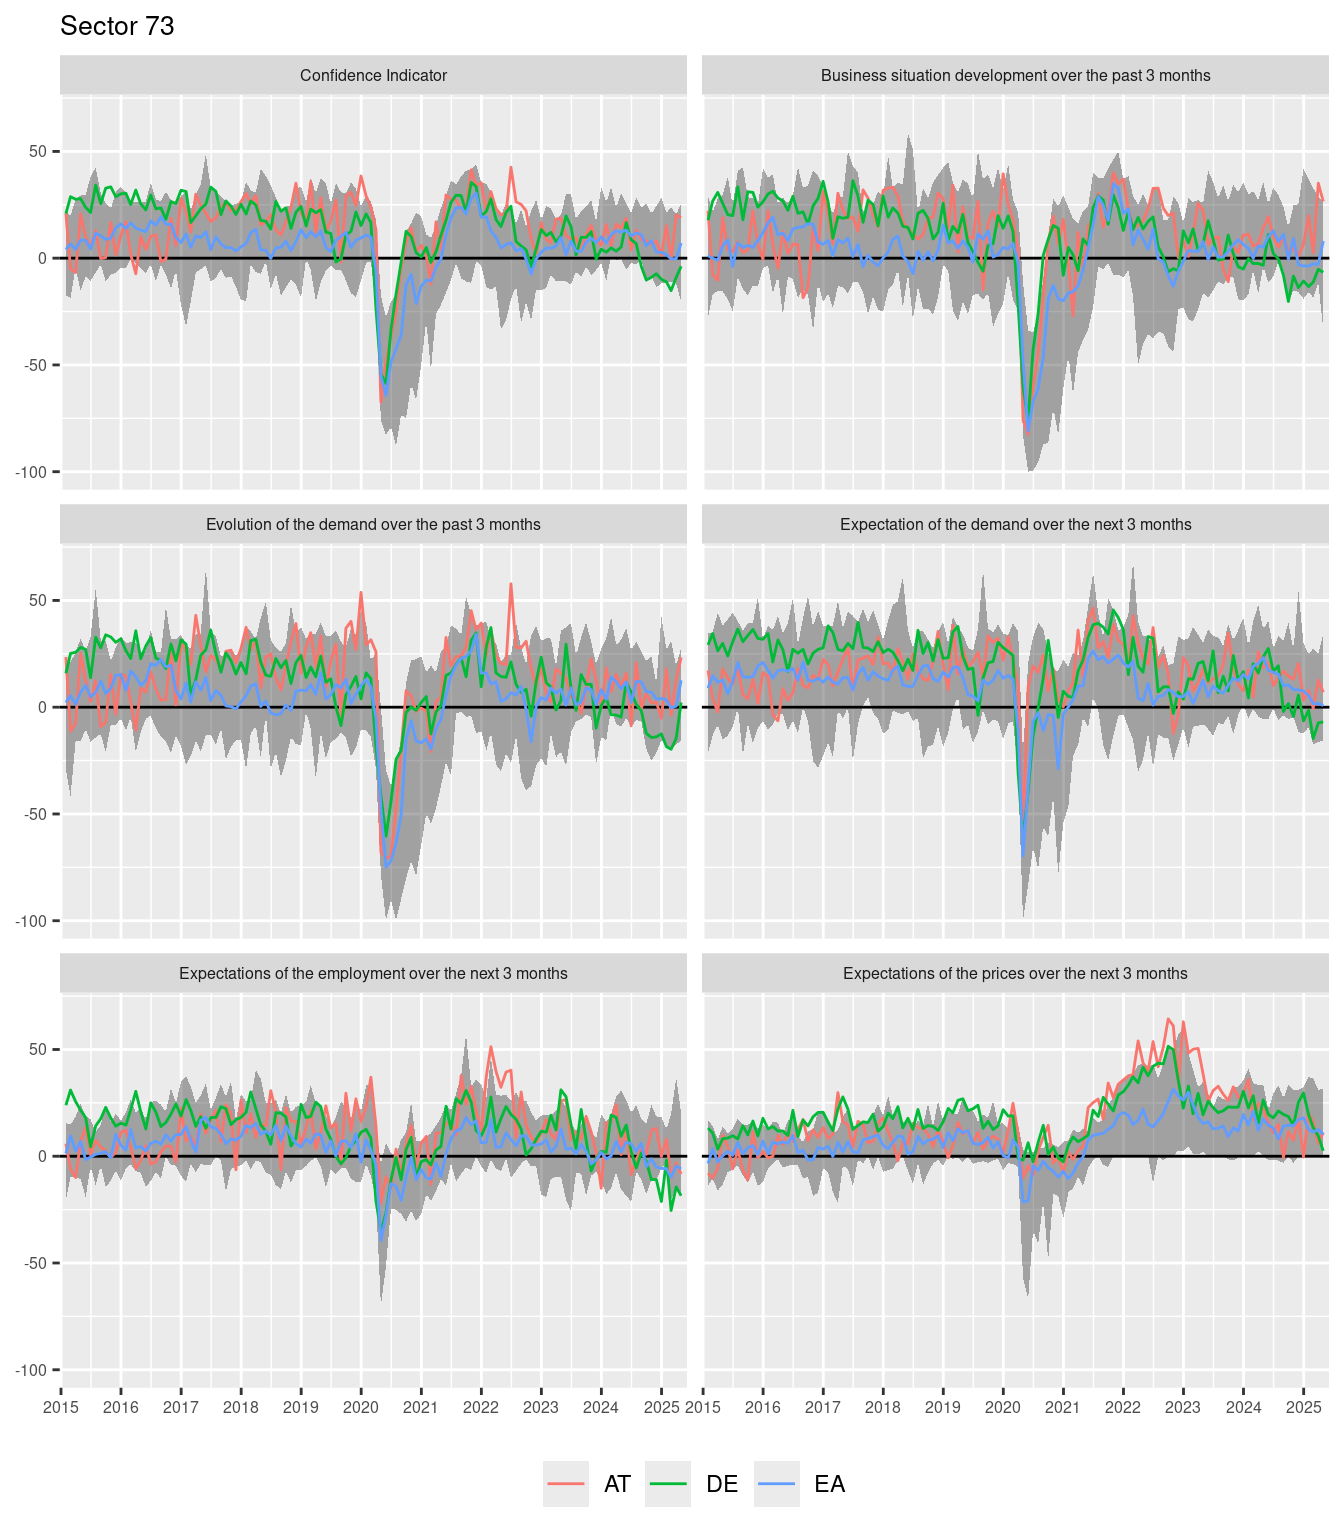 Sector 73
Confidence Indicator
Business situation development over the past 3 months
50
0
-50
-100
Evolution of the demand over the past 3 months
Expectation of the demand over the next 3 months
50
0
-50
-100
Expectations of the employment over the next 3 months
Expectations of the prices over the next 3 months
50
0
-50
-100
2015 2016 2017 2018 2019 2020 2021 2022 2023 2024 2025 2015 2016 2017 2018 2019 2020 2021 2022 2023 2024 2025
AT DE EA